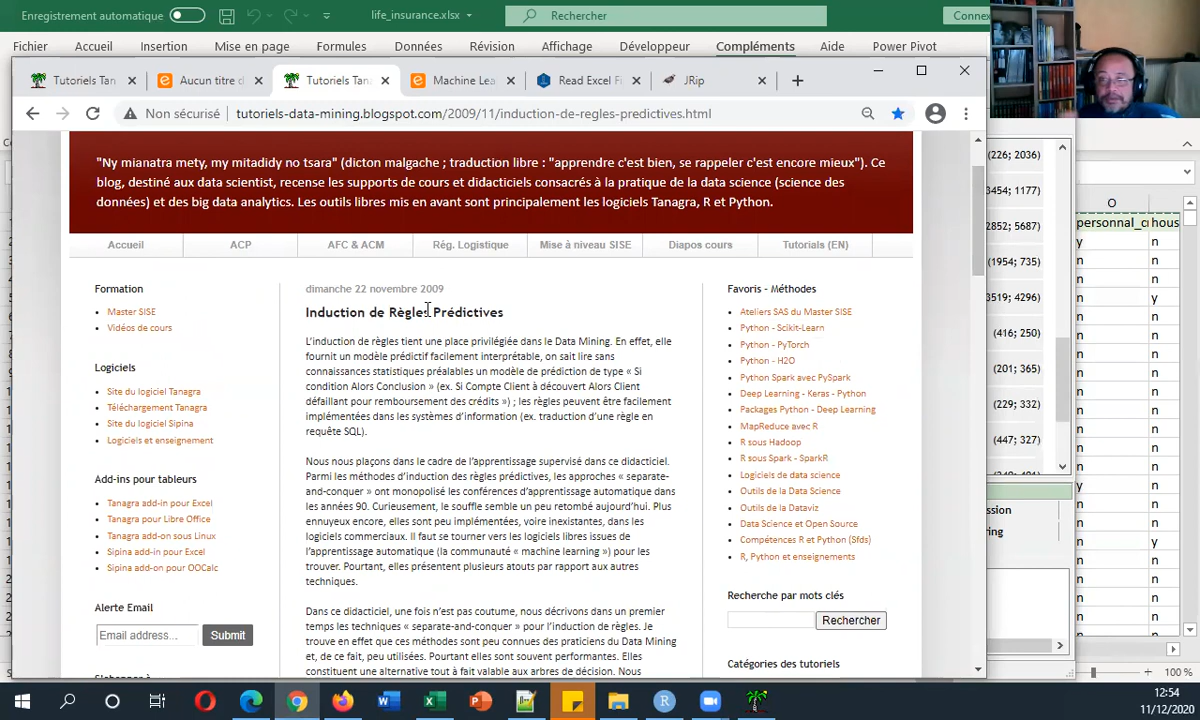 Enregistrement automatique
life_insurance.xlsx
Rechercher
Connex
Fichier Accueil Insertion Mise en page Formules Données Révision Affichage Développeur Compléments Aide Power Pivot
Tutoriels Tan
Aucun titre d
Tutoriels Tan
Machine Lea
Read Excel Fi
JRip
Non sécurisé
tutoriels-data-mining.blogspot.com/2009/11/induction-de-regles-predictives.html
"Ny mianatra mety, my mitadidy no tsara" (dicton malgache ; traduction libre : "apprendre c'est bien, se rappeler c'est encore mieux"). Ce
blog, destiné aux data scientist, recense les supports de cours et didacticiels consacrés à la pratique de la data science (science des
données) et des big data analytics. Les outils libres mis en avant sont principalement les logiciels Tanagra, R et Python.
Accueil ACP AFC & ACM Rég. Logistique Mise à niveau SISE Diapos cours Tutorials (EN)
Formation
Master SISE
Vidéos de cours
Logiciels
Site du logiciel Tanagra
Téléchargement Tanagra
Site du logiciel Sipina
Logiciels et enseignement
Add-ins pour tableurs
Tanagra add-in pour Excel
Tanagra pour Libre Office
Tanagra add-on sous Linux
Sipina add-in pour Excel
Sipina add-on pour OOCalc
Alerte Email
Email address...
Submit
dimanche 22 novembre 2009
Induction de Règles Prédictives
L'induction de règles tient une place privilégiée dans le Data Mining. En effet, elle
fournit un modèle prédictif facilement interprétable, on sait lire sans
connaissances statistiques préalables un modèle de prédiction de type « Si
condition Alors Conclusion » (ex. Si Compte Client à découvert Alors Client
défaillant pour remboursement des crédits ») ; les règles peuvent être facilement
implémentées dans les systèmes d'information (ex. traduction d'une règle en
requête SQL).
Nous nous plaçons dans le cadre de l'apprentissage supervisé dans ce didacticiel.
Parmi les méthodes d'induction des règles prédictives, les approches « separate-
and-conquer » ont monopolisé les conférences d'apprentissage automatique dans
les années 90. Curieusement, le souffle semble un peu retombé aujourd'hui. Plus
ennuyeux encore, elles sont peu implémentées, voire inexistantes, dans les
logiciels commerciaux. Il faut se tourner vers les logiciels libres issues de
l'apprentissage automatique (la communauté « machine learning ») pour les
trouver. Pourtant, elles présentent plusieurs atouts par rapport aux autres
techniques.
Dans ce didacticiel, une fois n'est pas coutume, nous décrivons dans un premier
temps les techniques « separate-and-conquer » pour l'induction de règles. Je
trouve en effet que ces méthodes sont peu connues des praticiens du Data Mining
et, de ce fait, peu utilisées. Pourtant elles sont souvent performantes. Elles
constituent une alternative tout à fait valable aux arbres de décision. Nous
Favoris - Méthodes
Ateliers SAS du Master SISE
Python - Scikit-Learn
Python - PyTorch
Python - H2O
Python Spark avec PySpark
Deep Learning - Keras - Python
Packages Python - Deep Learning
MapReduce avec R
R sous Hadoop
R sous Spark - SparkR
Logiciels de data science
Outils de la Data Science
Outils de la Dataviz
Data Science et Open Source
Compétences R et Python (Sfds)
R, Python et enseignements
Recherche par mots clés
Rechercher
Catégories des tutoriels
(226; 2036)
3454; 1177)
2852; 5687)
(1954; 735)
3519; 4296)
(416; 250)
(201; 365)
(229; 332)
(447; 327)
ssion
ng
O
personnal_cr hous
y n
n n
n n
n y
n n
n n
n n
n n
n n
n n
n n
n n
n n
y n
n n
n n
n y
n n
n n
n n
n n
100 %
12:54
11/12/2020